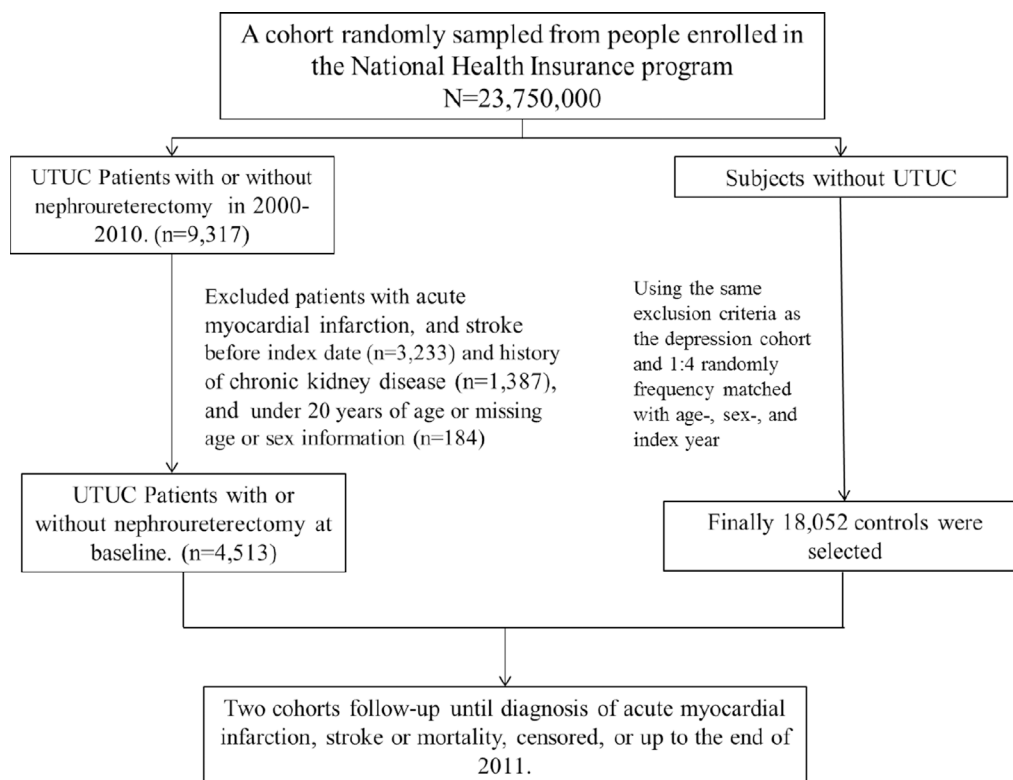 A cohort randomly sampled from people enrolled in
the National Health Insurance program
N=23,750,000
UTUC Patients with or without
nephroureterectomy in 2000-
2010. (n=9,317)
Subjects without UTUC
Excluded patients with acute
myocardial infarction, and stroke
before index date (n=3,233) and history
of chronic kidney disease (n=1,387),
and under 20 years of age or missing
age or sex information (n=184)
Using the same
exclusion criteria as
the depression cohort
and 1:4 randomly
frequency matched
with age-, sex-, and
index year
UTUC Patients with or
without nephroureterectomy at
baseline. (n=4,513)
Finally 18,052 controls were
selected
Two cohorts follow-up until diagnosis of acute myocardial
infarction, stroke or mortality, censored, or up to the end of
2011.